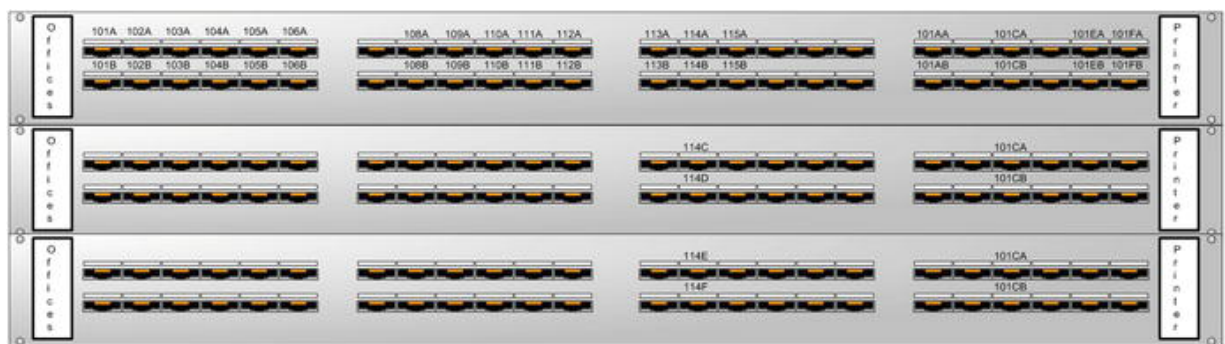 Offices
101A 102A 103A 104A 105A 106A 108A 109A 110A 111A 112A 113A 114A 115A 101AA 101CA 101EA 101FA
Printer
101B 102B 103B 104B 105B 106B 108B 109B 110B 111B 112B 113B 114B 115B 101AB 101CB 101EB 101FB
Offices
114C 101CA
Printer
114D 101CB
Offices
114E 101CA
Printer
114F 101CB